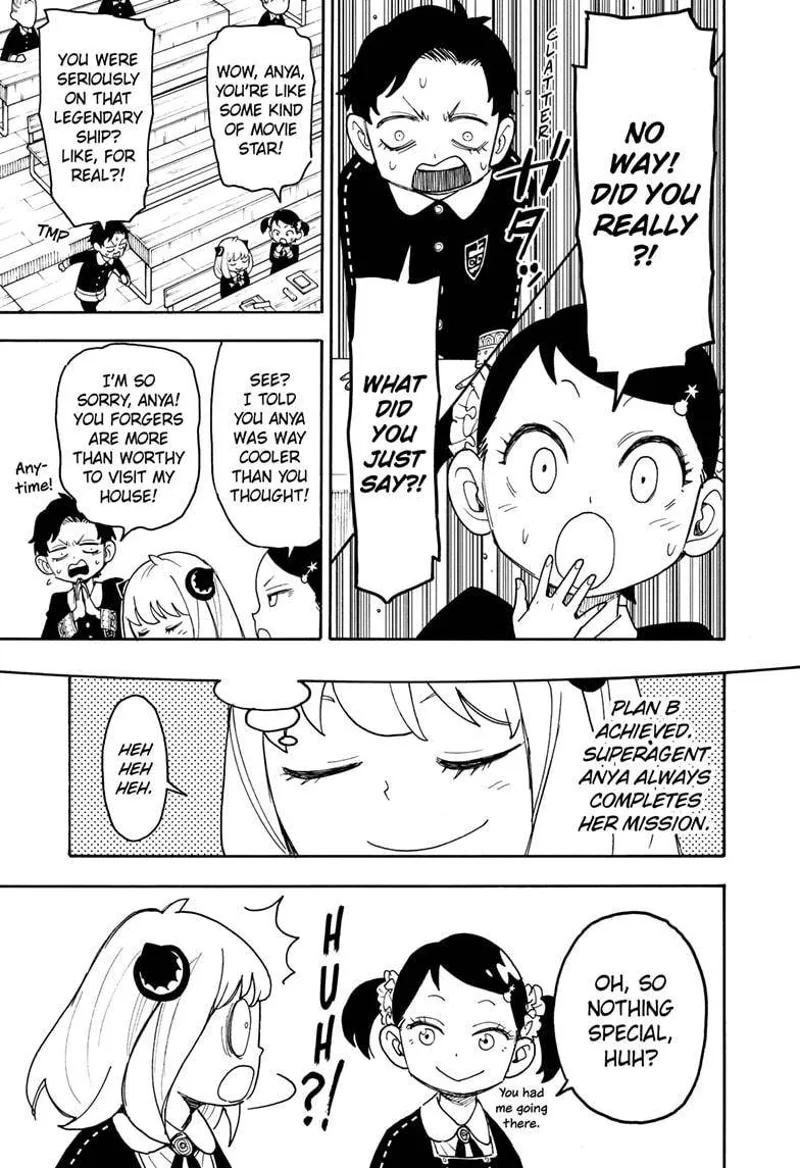 NO
WAY!
DID YOU
REALLY
?!
CLATTER
ガタッ
WHAT
DID
YOU
JUST
SAY?!
WOW, ANYA,
YOU'RE LIKE
SOME KIND
OF MOVIE
STAR!
YOU WERE
SERIOUSLY
ON THAT
LEGENDARY
SHIP?
LIKE, FOR
REAL?!
TMP
SEE?
I TOLD
YOU ANYA
WAS WAY
COOLER
THAN YOU
THOUGHT!
I'M SO
SORRY, ANYA!
YOU FORGERS
ARE MORE
THAN WORTHY
TO VISIT MY
HOUSE!
Any-
time!
PLAN B
ACHIEVED.
SUPERAGENT
ANYA ALWAYS
COMPLETES
HER MISSION.
HEH
HEH
HEH.
OH, SO
NOTHING
SPECIAL,
HUH?
You had
me going
there.
HUH?!